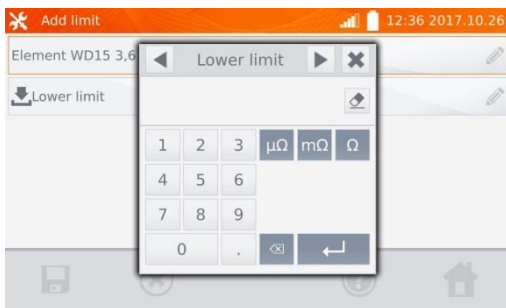 Add limit 12:36 2017.10.26
Element WD15 3,6
Lower limit
Lower limit
1 2 3 µΩ mΩ Ω
4 5 6
7 8 9
0 .